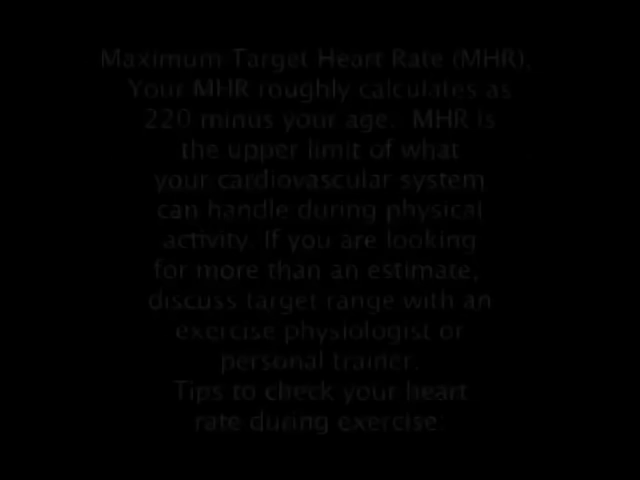 Maximum Target Heart Rate (MHR).
Your MHR roughly calculates as
220 minus your age. MHR is
the upper limit of what
your cardiovascular system
can handle during physical
activity. If you are looking
for more than an estimate,
discuss target range with an
exercise physiologist or
personal trainer.
Tips to check your heart
rate during exercise: